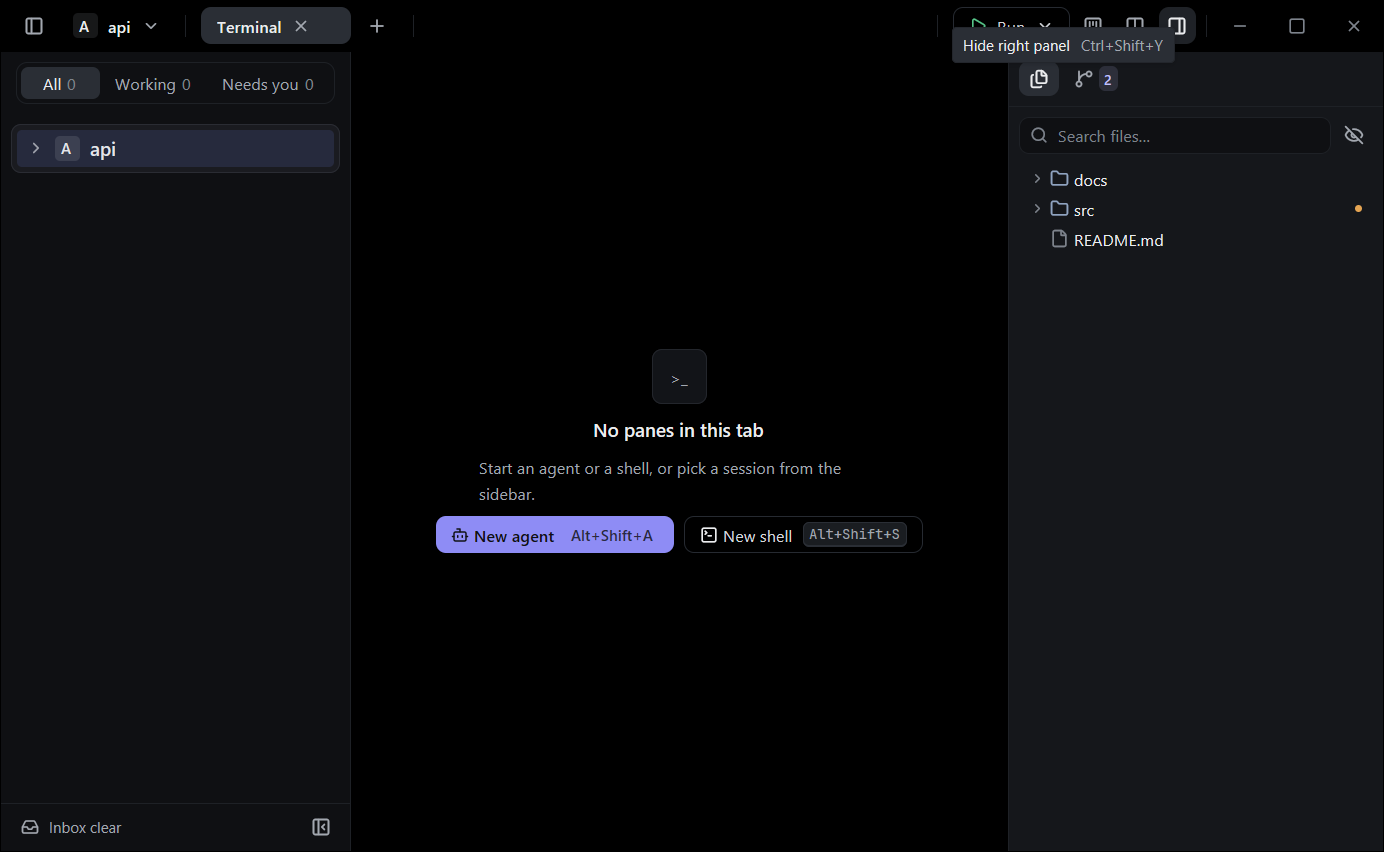 A api
Terminal
Run
Hide right panel Ctrl+Shift+Y
All 0
Working 0
Needs you 0
2
A api
Search files...
docs
src
README.md
>_
No panes in this tab
Start an agent or a shell, or pick a session from the
sidebar.
New agent Alt+Shift+A
New shell Alt+Shift+S
Inbox clear